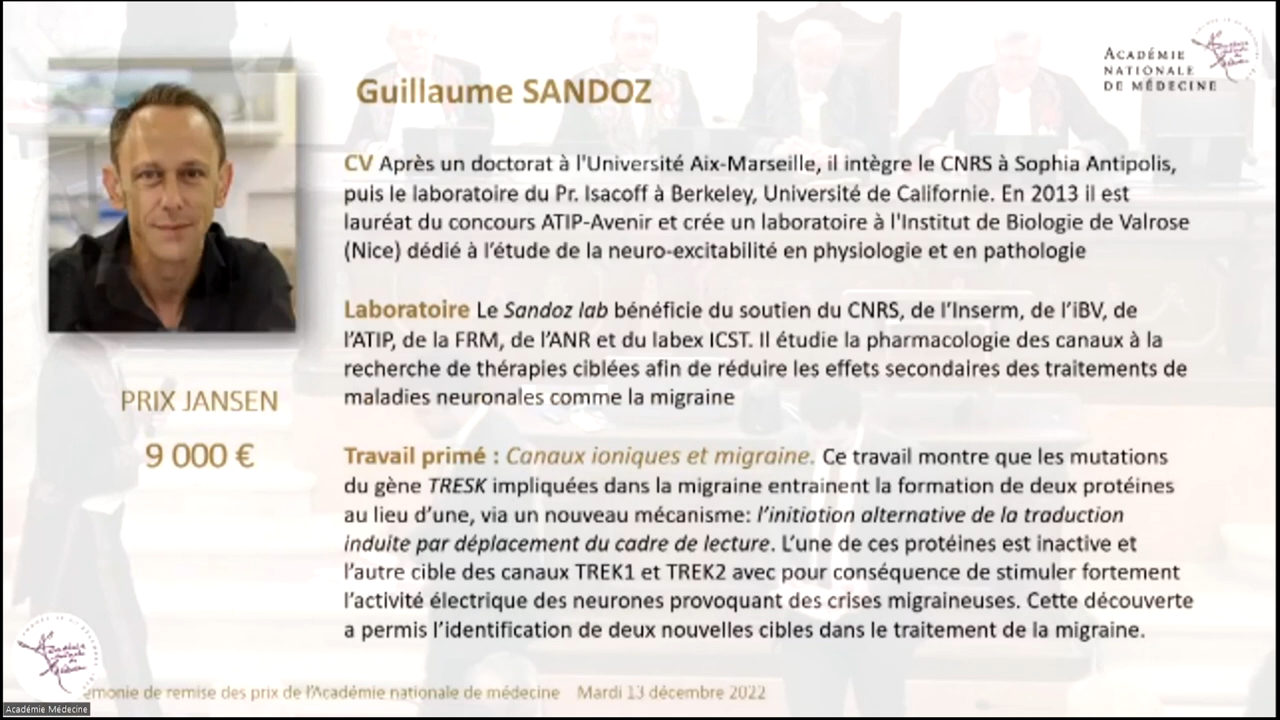 Guillaume SANDOZ
ACADÉMIE
NATIONALE
DE MÉDECINE
CV Après un doctorat à l'Université Aix-Marseille, il intègre le CNRS à Sophia Antipolis,
puis le laboratoire du Pr. Isacoff à Berkeley, Université de Californie. En 2013 il est
lauréat du concours ATIP-Avenir et crée un laboratoire à l'Institut de Biologie de Valrose
(Nice) dédié à l'étude de la neuro-excitabilité en physiologie et en pathologie
Laboratoire Le Sandoz lab bénéficie du soutien du CNRS, de l'Inserm, de l'iBV, de
l'ATIP, de la FRM, de l'ANR et du labex ICST. Il étudie la pharmacologie des canaux à la
recherche de thérapies ciblées afin de réduire les effets secondaires des traitements de
maladies neuronales comme la migraine
PRIX JANSEN
9 000 €
Travail primé : Canaux ioniques et migraine. Ce travail montre que les mutations
du gène TRESK impliquées dans la migraine entrainent la formation de deux protéines
au lieu d'une, via un nouveau mécanisme: l'initiation alternative de la traduction
induite par déplacement du cadre de lecture. L'une de ces protéines est inactive et
l'autre cible des canaux TREK1 et TREK2 avec pour conséquence de stimuler fortement
l'activité électrique des neurones provoquant des crises migraineuses. Cette découverte
a permis l'identification de deux nouvelles cibles dans le traitement de la migraine.
émonie de remise des prix de l'Académie nationale de médecine Mardi 13 décembre 2022
Académie Médecine